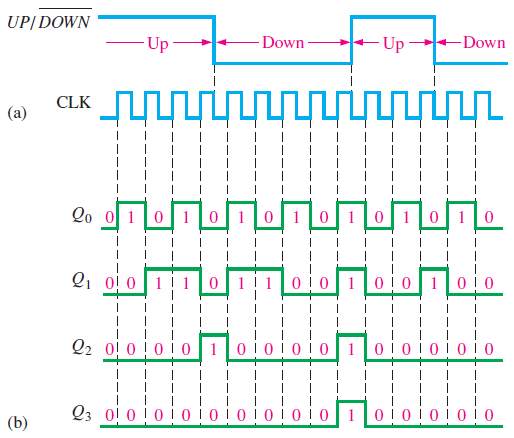 UP/D̅O̅W̅N̅
Up Down Up Down
(a) CLK
Q0 0 1 0 1 0 1 0 1 0 1 0 1 0 1 0
Q1 0 0 1 1 0 1 1 0 0 1 0 0 1 0 0
Q2 0 0 0 0 1 0 0 0 0 1 0 0 0 0 0
(b) Q3 0 0 0 0 0 0 0 0 0 1 0 0 0 0 0